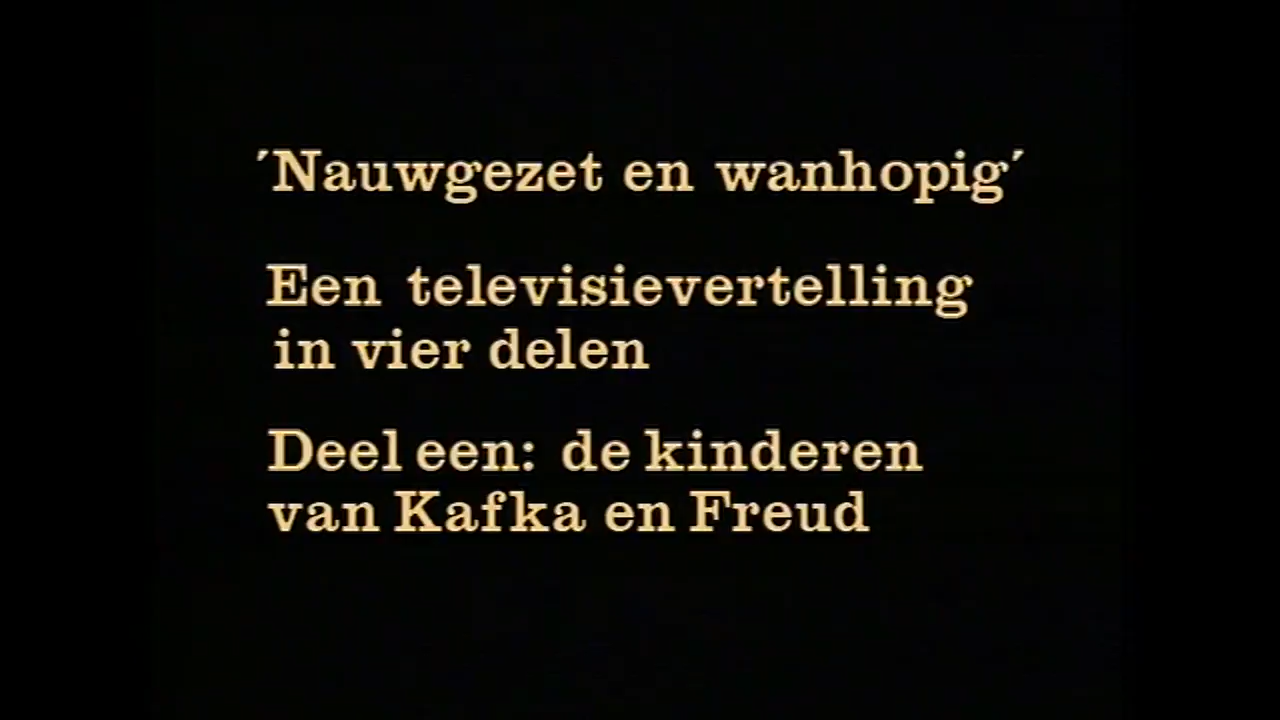 ´Nauwgezet en wanhopig´
Een televisievertelling
in vier delen
Deel een: de kinderen
van Kafka en Freud